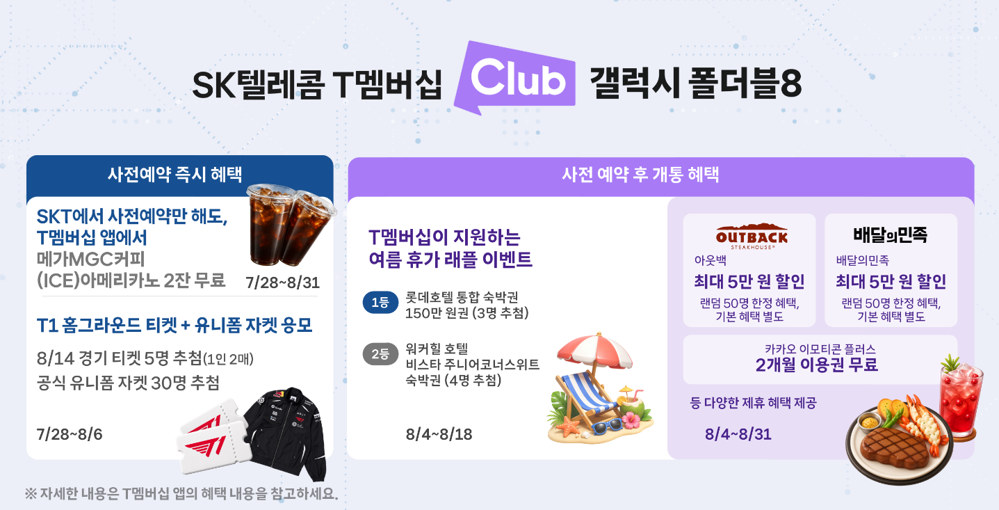 SK텔레콤 T멤버십 Club 갤럭시 폴더블8
사전예약 즉시 혜택
SKT에서 사전예약만 해도,
T멤버십 앱에서
메가MGC커피
(ICE)아메리카노 2잔 무료
7/28~8/31
T1 홈그라운드 티켓 + 유니폼 자켓 응모
8/14 경기 티켓 5명 추첨(1인 2매)
공식 유니폼 자켓 30명 추첨
7/28~8/6
사전 예약 후 개통 혜택
T멤버십이 지원하는
여름 휴가 래플 이벤트
1등
롯데호텔 통합 숙박권
150만 원권 (3명 추첨)
2등
워커힐 호텔
비스타 주니어코너스위트
숙박권 (4명 추첨)
8/4~8/18
OUTBACK
STEAKHOUSE®
아웃백
최대 5만 원 할인
랜덤 50명 한정 혜택,
기본 혜택 별도
배달의민족
배달의민족
최대 5만 원 할인
랜덤 50명 한정 혜택,
기본 혜택 별도
카카오 이모티콘 플러스
2개월 이용권 무료
등 다양한 제휴 혜택 제공
8/4~8/31
※ 자세한 내용은 T멤버십 앱의 혜택 내용을 참고하세요.